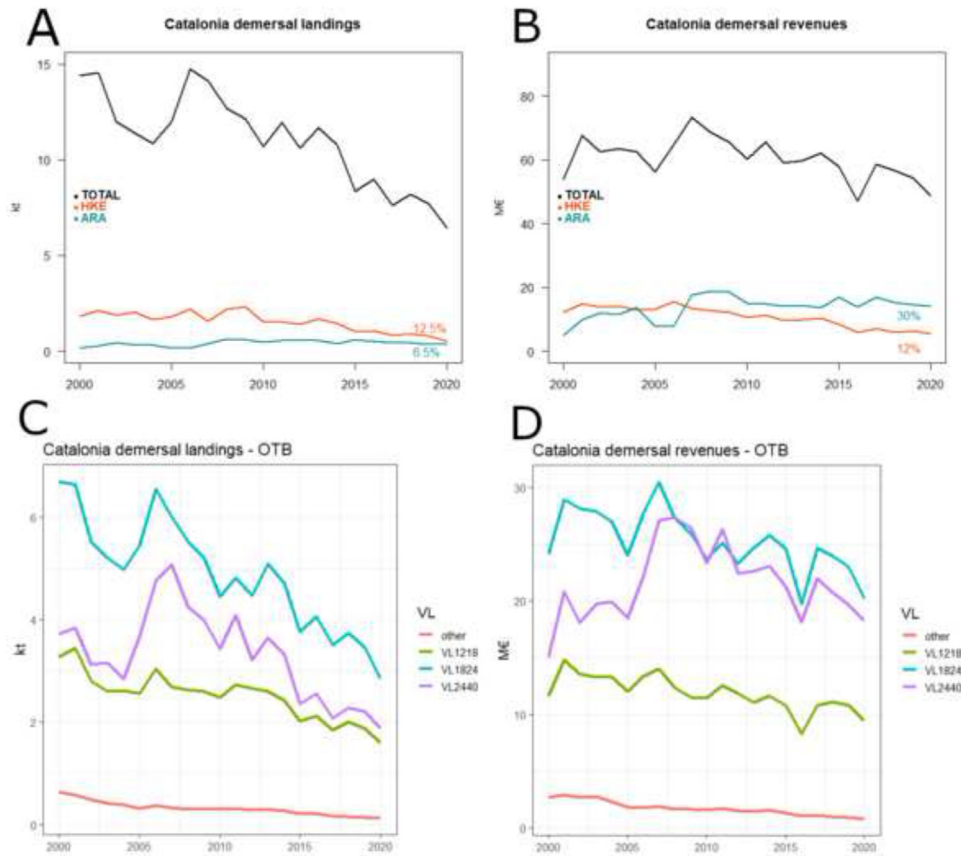 A
Catalonia demersal landings
15
10
5
0
kt
TOTAL
HKE
ARA
12.5%
6.5%
2000 2005 2010 2015 2020
B
Catalonia demersal revenues
80
60
40
20
0
M€
TOTAL
HKE
ARA
30%
12%
2000 2005 2010 2015 2020
C
Catalonia demersal landings - OTB
6
4
2
0
kt
2000 2005 2010 2015 2020
VL
other
VL1218
VL1824
VL2440
D
Catalonia demersal revenues - OTB
30
20
10
0
M€
2000 2005 2010 2015 2020
VL
other
VL1218
VL1824
VL2440